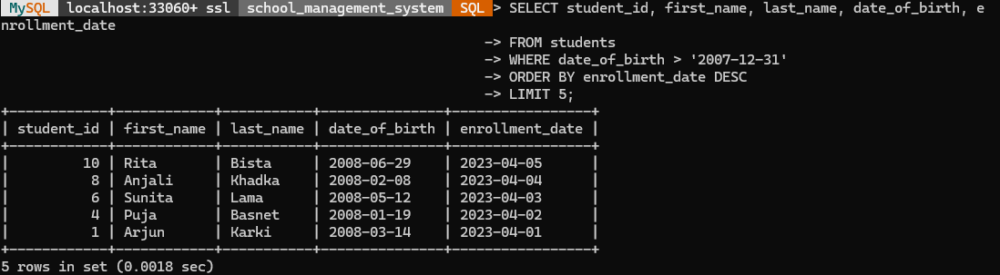 MySQL localhost:33060+ ssl school_management_system SQL > SELECT student_id, first_name, last_name, date_of_birth, e
nrollment_date
-> FROM students
-> WHERE date_of_birth > '2007-12-31'
-> ORDER BY enrollment_date DESC
-> LIMIT 5;
+------------+------------+-----------+---------------+-----------------+
| student_id | first_name | last_name | date_of_birth | enrollment_date |
+------------+------------+-----------+---------------+-----------------+
|         10 | Rita       | Bista     | 2008-06-29    | 2023-04-05      |
|          8 | Anjali     | Khadka    | 2008-02-08    | 2023-04-04      |
|          6 | Sunita     | Lama      | 2008-05-12    | 2023-04-03      |
|          4 | Puja       | Basnet    | 2008-01-19    | 2023-04-02      |
|          1 | Arjun      | Karki     | 2008-03-14    | 2023-04-01      |
+------------+------------+-----------+---------------+-----------------+
5 rows in set (0.0018 sec)